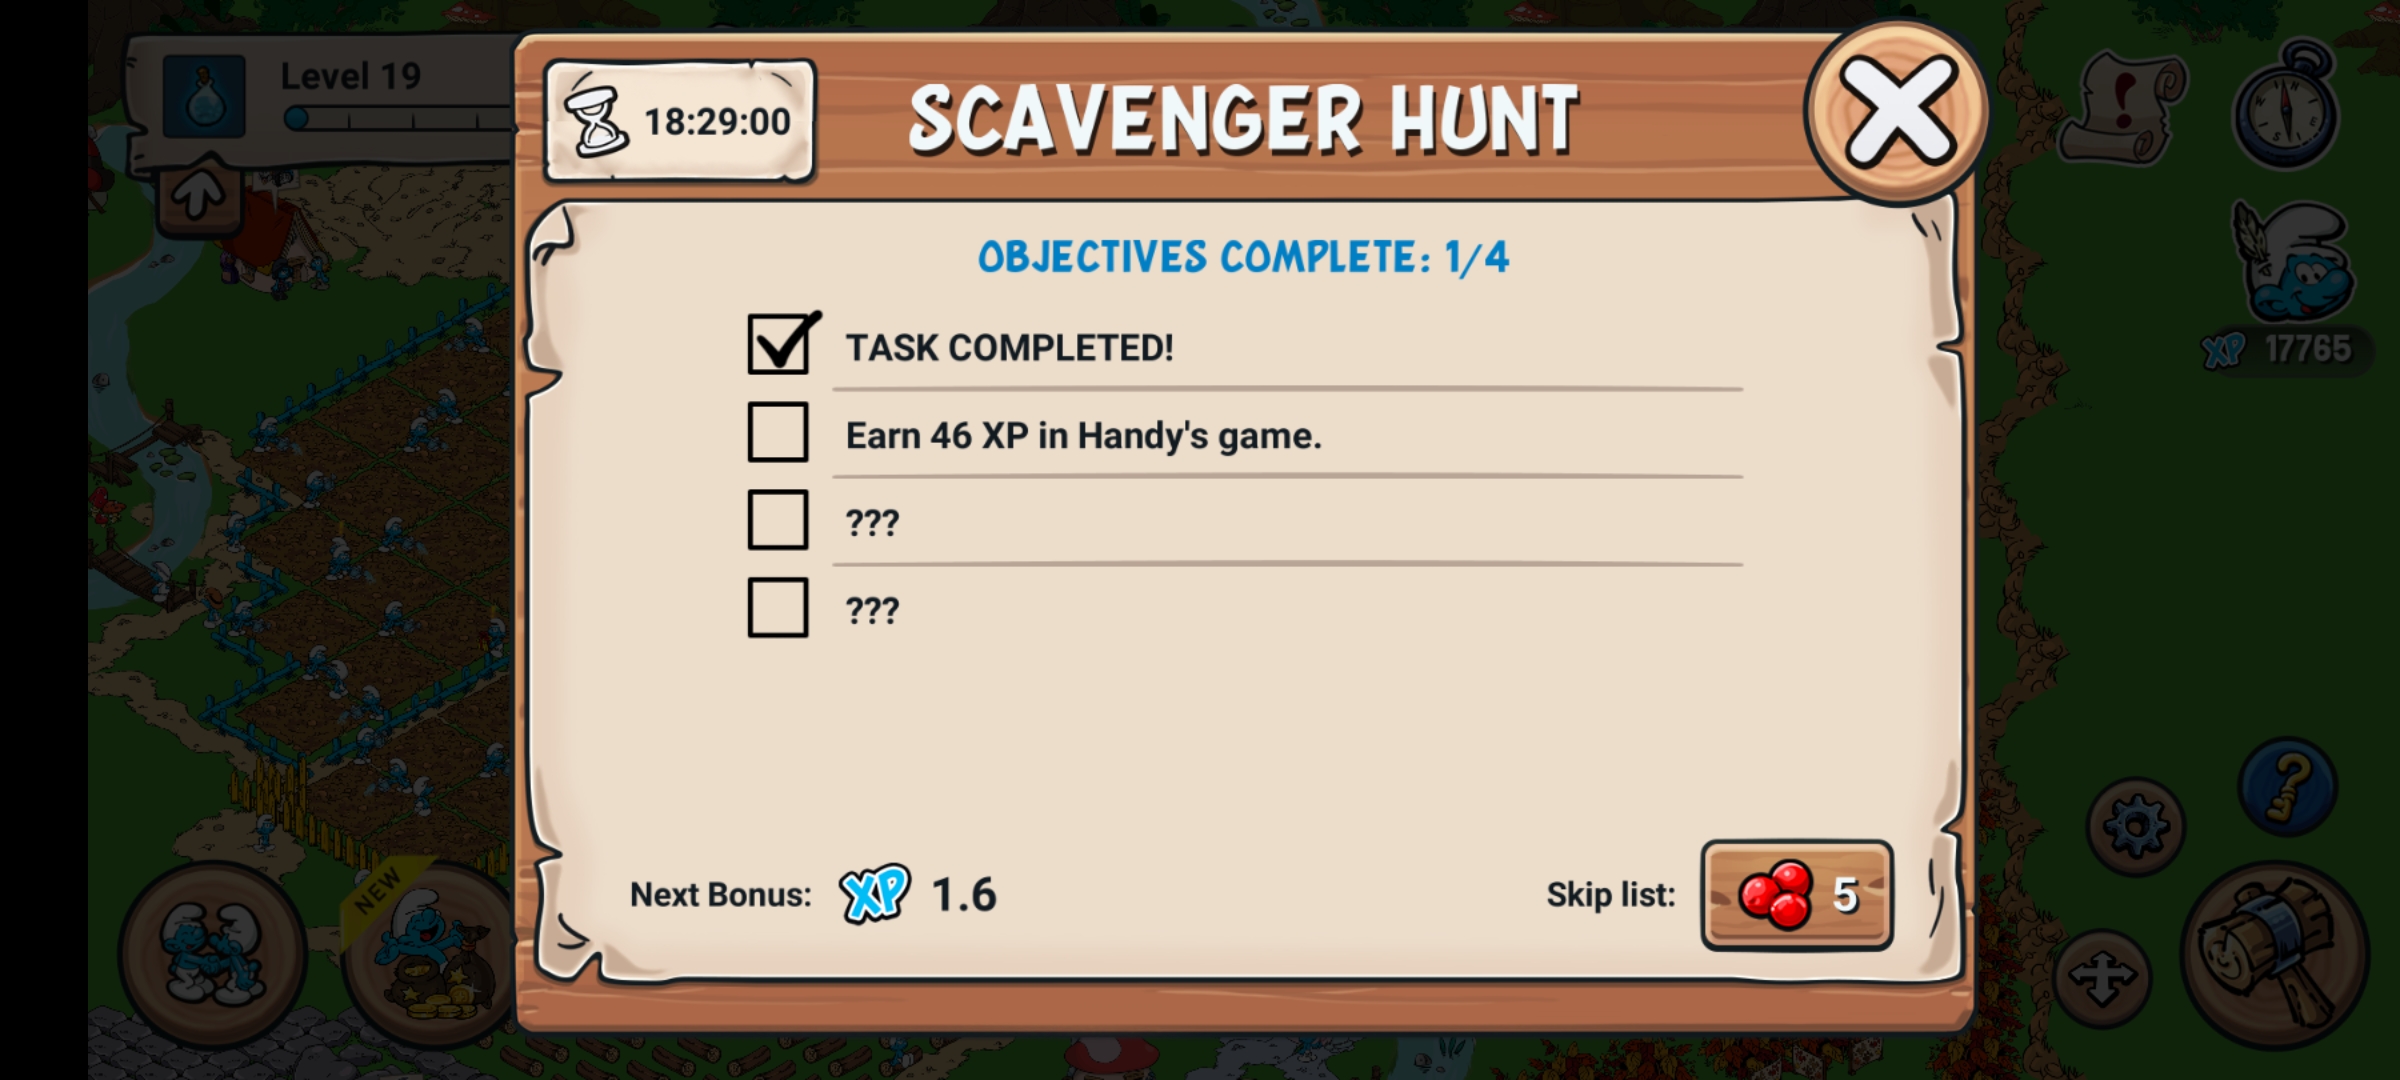 Level 19
18:29:00
SCAVENGER HUNT
OBJECTIVES COMPLETE: 1/4
TASK COMPLETED!
Earn 46 XP in Handy's game.
???
???
XP 17765
NEW
Next Bonus: XP 1.6
Skip list: 5